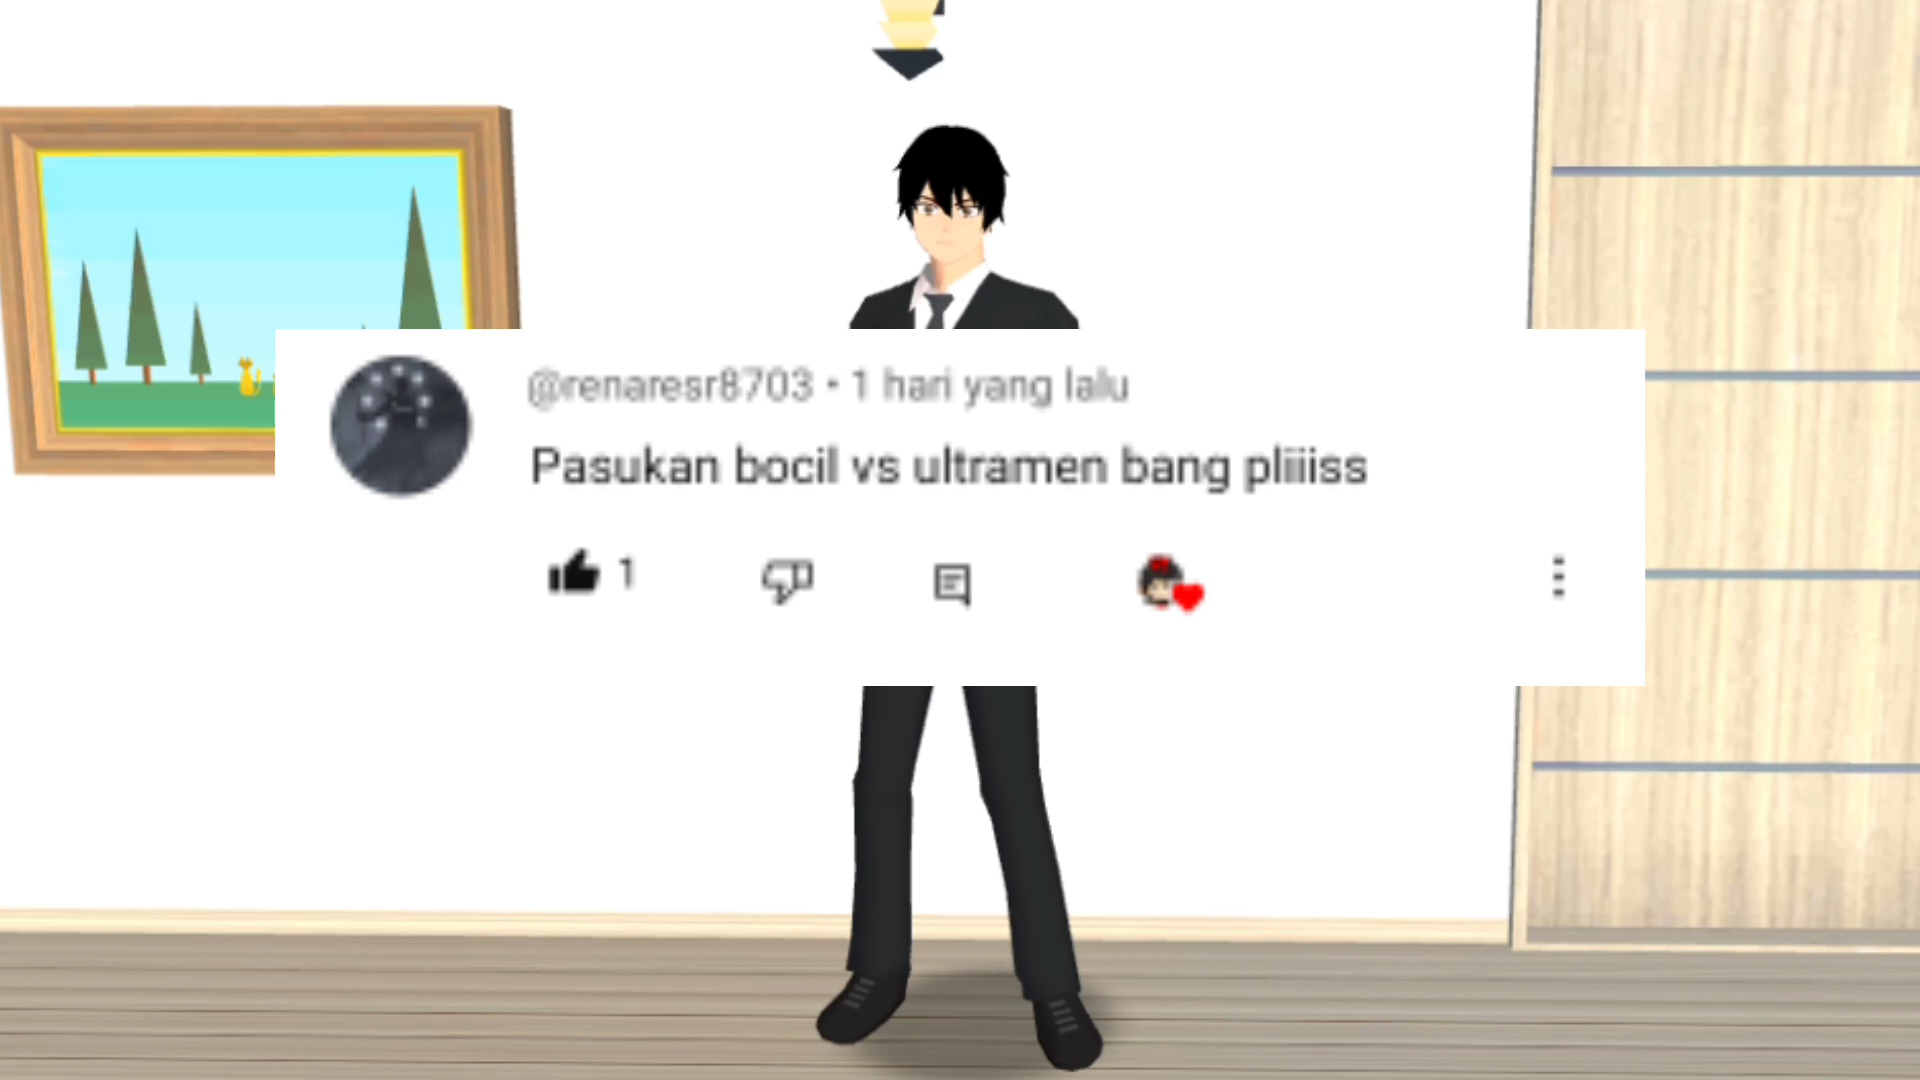 @renaresr8703 • 1 hari yang lalu
Pasukan bocil vs ultramen bang pliiiss
1